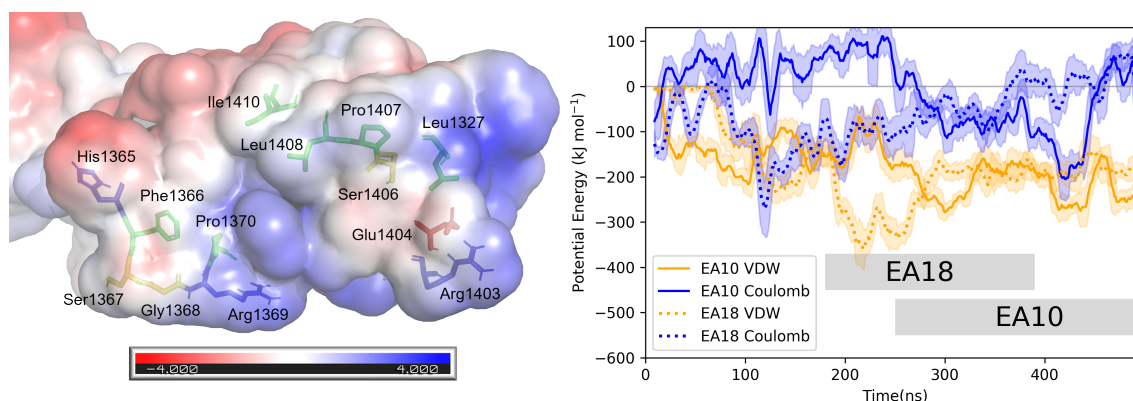 Ile1410
Pro1407
Leu1327
Leu1408
His1365
Phe1366
Ser1406
Pro1370
Glu1404
Ser1367
Gly1368
Arg1369
Arg1403
-4.000
4.000
Potential Energy (kJ mol⁻¹)
100
0
−100
−200
−300
−400
−500
−600
EA10 VDW
EA10 Coulomb
EA18 VDW
EA18 Coulomb
EA18
EA10
0
100
200
300
400
Time(ns)